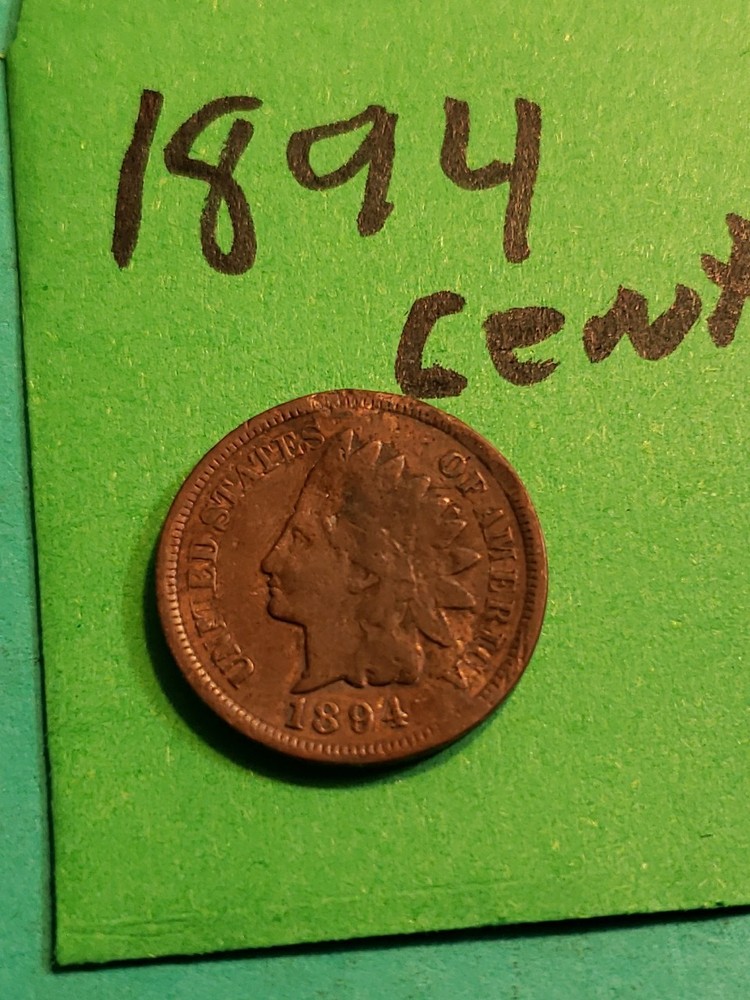 1894
CENT
UNITED STATES OF AMERICA
1894